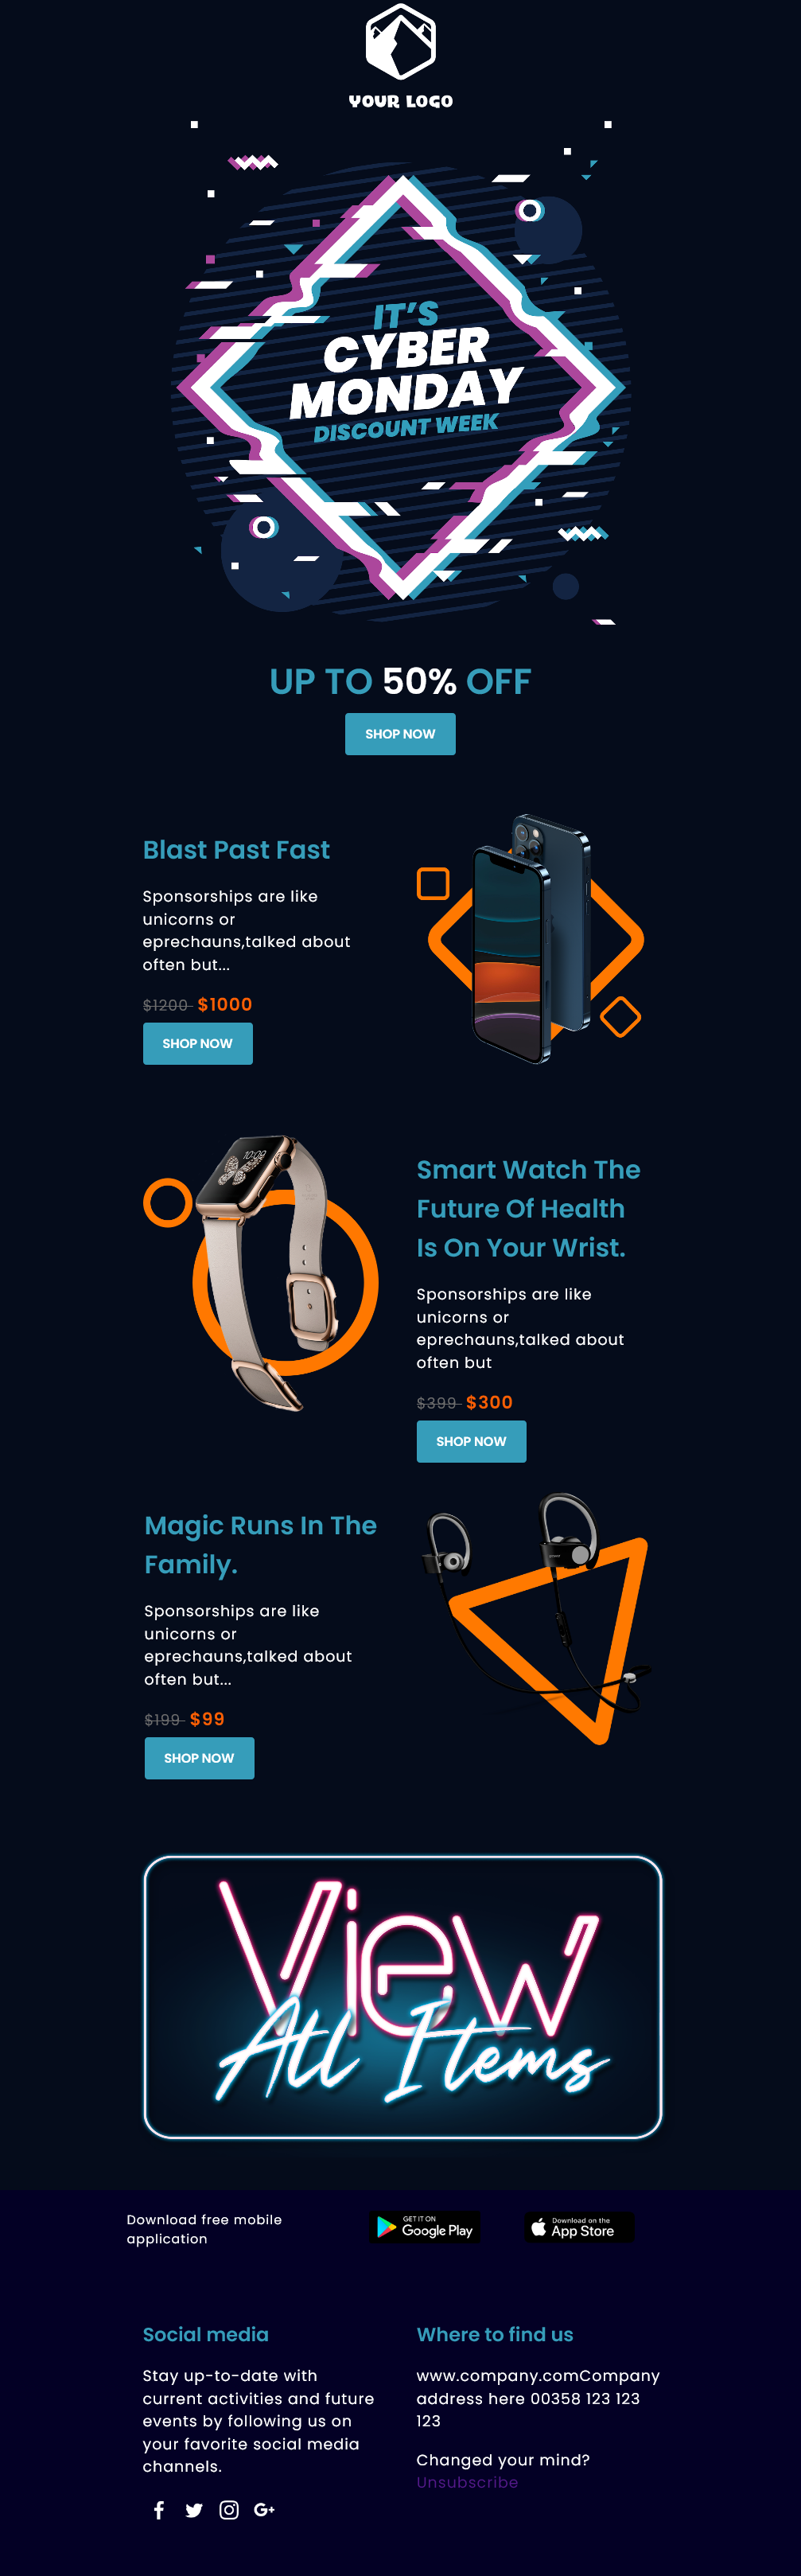 YOUR LOGO
IT'S
CYBER
MONDAY
DISCOUNT WEEK
UP TO 50% OFF
SHOP NOW
Blast Past Fast
Sponsorships are like
unicorns or
eprechauns,talked about
often but...
$1200 $1000
SHOP NOW
10:09
Smart Watch The
Future Of Health
Is On Your Wrist.
Sponsorships are like
unicorns or
eprechauns,talked about
often but
$399 $300
SHOP NOW
Magic Runs In The
Family.
Sponsorships are like
unicorns or
eprechauns,talked about
often but...
$199 $99
SHOP NOW
View
All Items
Download free mobile
application
GET IT ON
Google Play
Download on the
App Store
Social media
Stay up-to-date with
current activities and future
events by following us on
your favorite social media
channels.
G+
Where to find us
www.company.comCompany
address here 00358 123 123
123
Changed your mind?
Unsubscribe